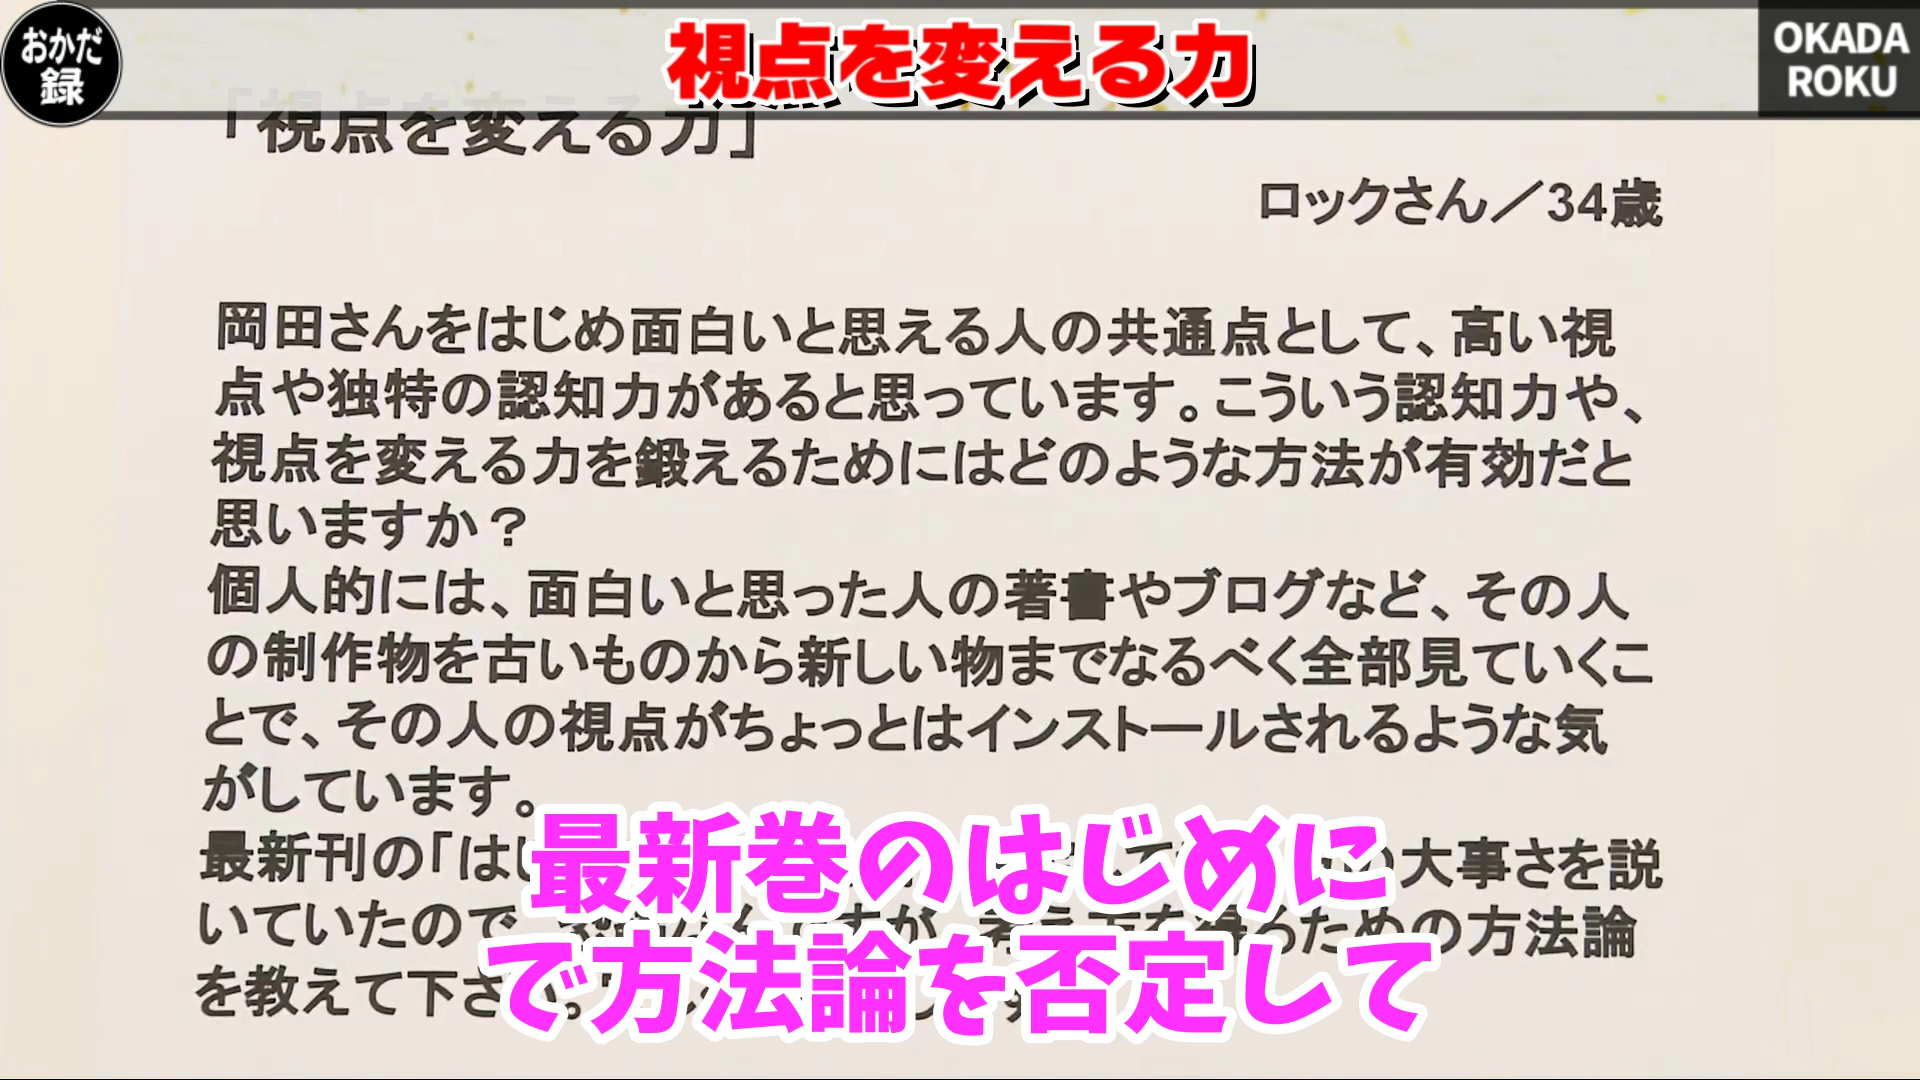 おかだ
録
視点を変える力
OKADA
ROKU
「視点を変える力」
ロックさん／34歳
岡田さんをはじめ面白いと思える人の共通点として、高い視
点や独特の認知力があると思っています。こういう認知力や、
視点を変える力を鍛えるためにはどのような方法が有効だと
思いますか？
個人的には、面白いと思った人の著書やブログなど、その人
の制作物を古いものから新しい物までなるべく全部見ていくこ
とで、その人の視点がちょっとはインストールされるような気
がしています。
最新刊の「はじ の大事さを説
いていたので 考え方を得るための方法論
を教えて下さ
最新巻のはじめに
で方法論を否定して